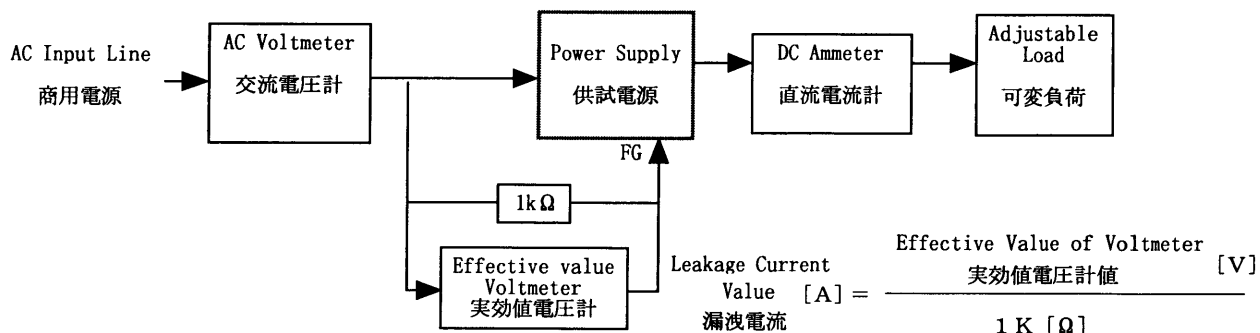 AC Input Line
商用電源
AC Voltmeter
交流電圧計
Power Supply
供試電源
DC Ammeter
直流電流計
Adjustable
Load
可変負荷
FG
1kΩ
Effective value
Voltmeter
実効値電圧計
Leakage Current
Value [A] =
漏洩電流
Effective Value of Voltmeter
実効値電圧計値 [V]
1 K [Ω]